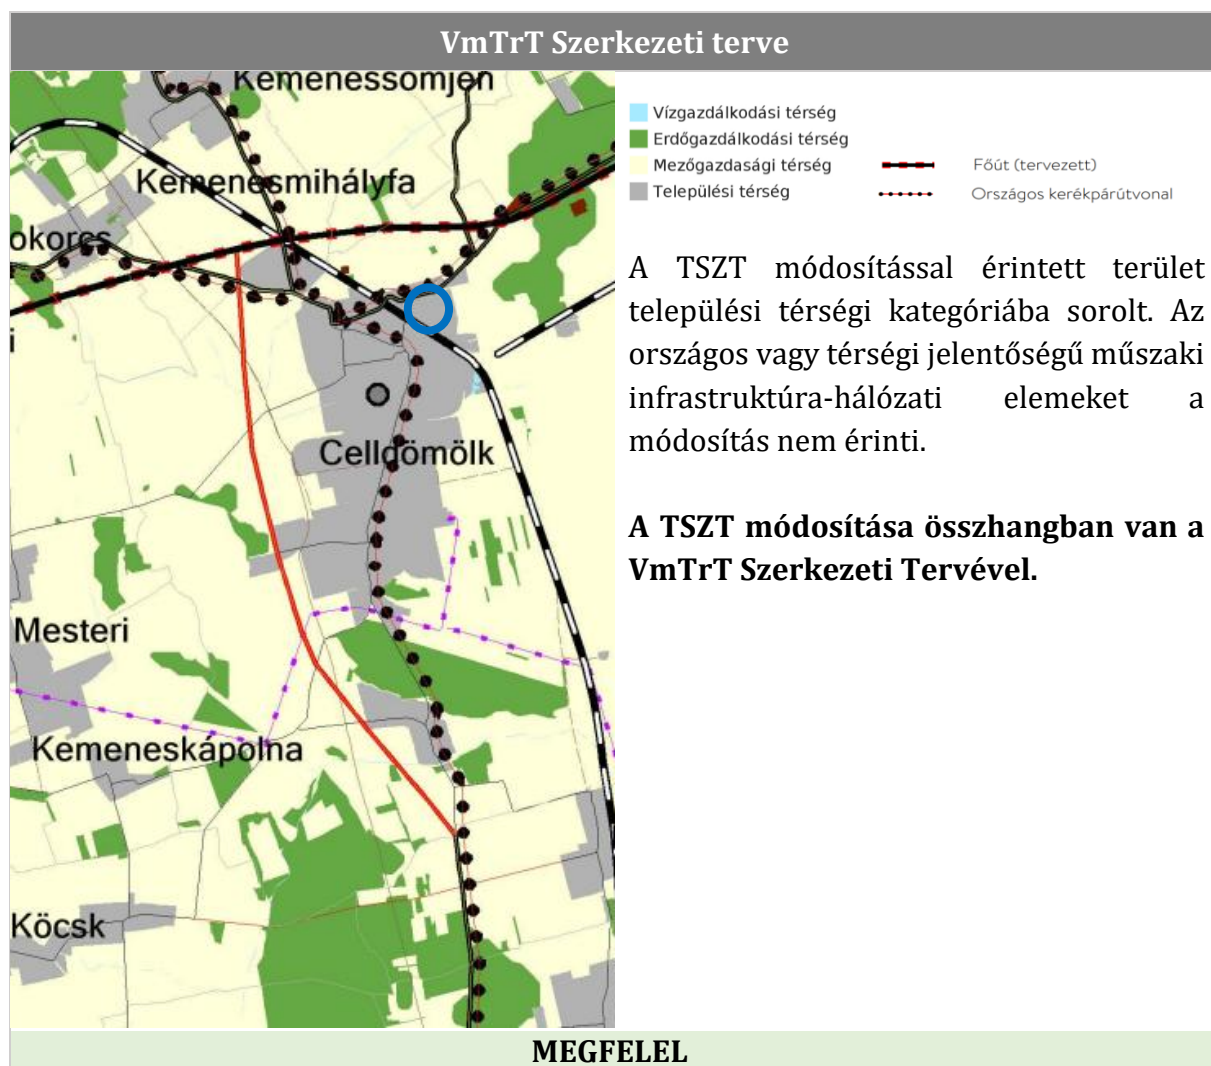 VmTrT Szerkezeti terve
Kemenessömjén
Kemenesmihályfa
okorcs
i
Celldömölk
Mesteri
Kemeneskápolna
Köcsk
Vízgazdálkodási térség
Erdőgazdálkodási térség
Mezőgazdasági térség
Települési térség
Főút (tervezett)
Országos kerékpárútvonal
A TSZT módosítással érintett terület
települési térségi kategóriába sorolt. Az
országos vagy térségi jelentőségű műszaki
infrastruktúra-hálózati elemeket a
módosítás nem érinti.
A TSZT módosítása összhangban van a
VmTrT Szerkezeti Tervével.
MEGFELEL